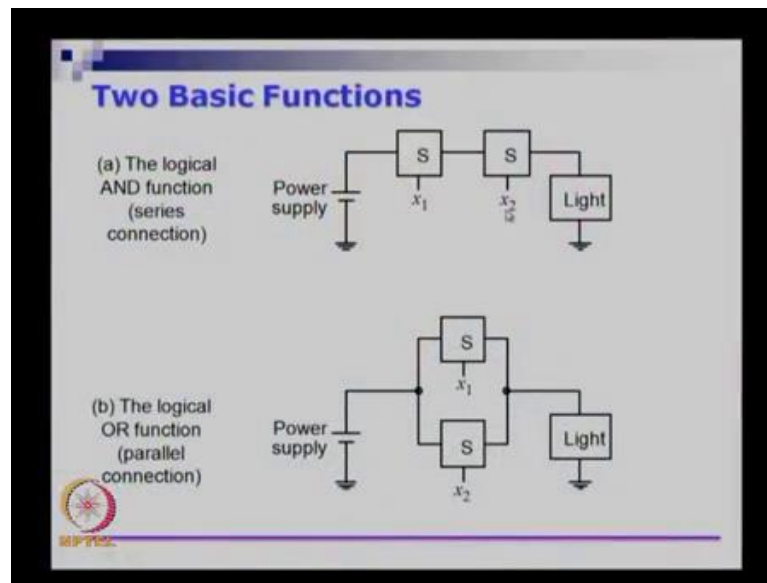 Two Basic Functions
(a) The logical
AND function
(series
connection)
Power
supply
S
x₁
S
x₂
Light
(b) The logical
OR function
(parallel
connection)
Power
supply
S
x₁
S
x₂
Light
NPTEL